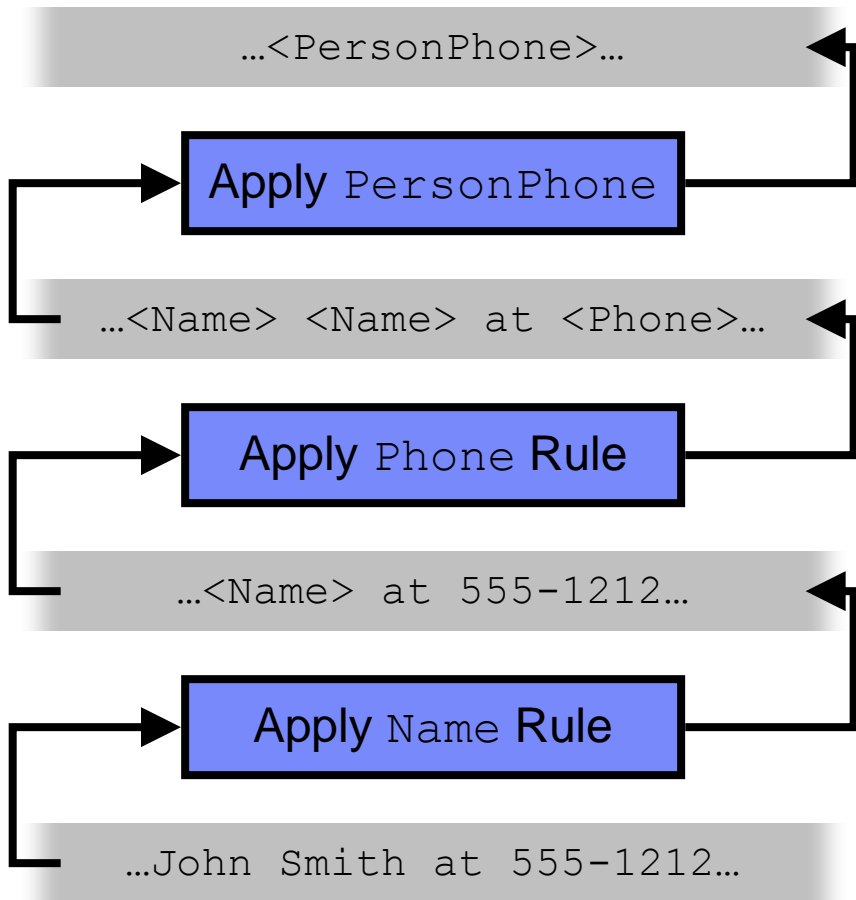 …<PersonPhone>…
Apply PersonPhone
…<Name> <Name> at <Phone>…
Apply Phone Rule
…<Name> at 555-1212…
Apply Name Rule
…John Smith at 555-1212…